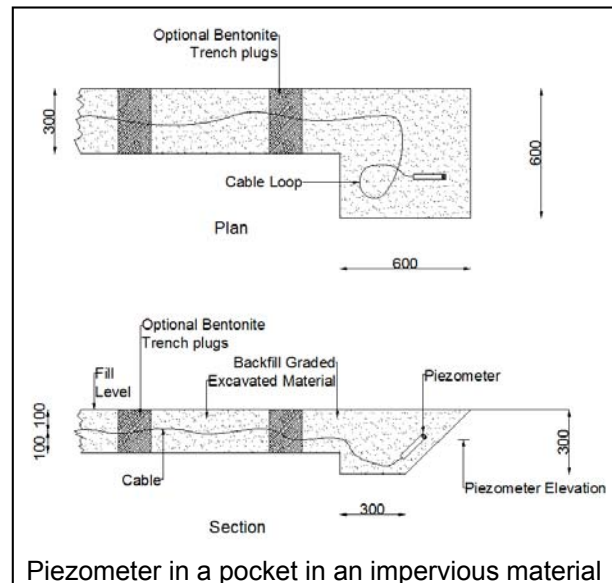 Optional Bentonite
Trench plugs
300
600
Cable Loop
Plan
600
Optional Bentonite
Trench plugs
Fill
Level
Backfill Graded
Excavated Material
Piezometer
100
100
300
Cable
Piezometer Elevation
300
Section
Piezometer in a pocket in an impervious material